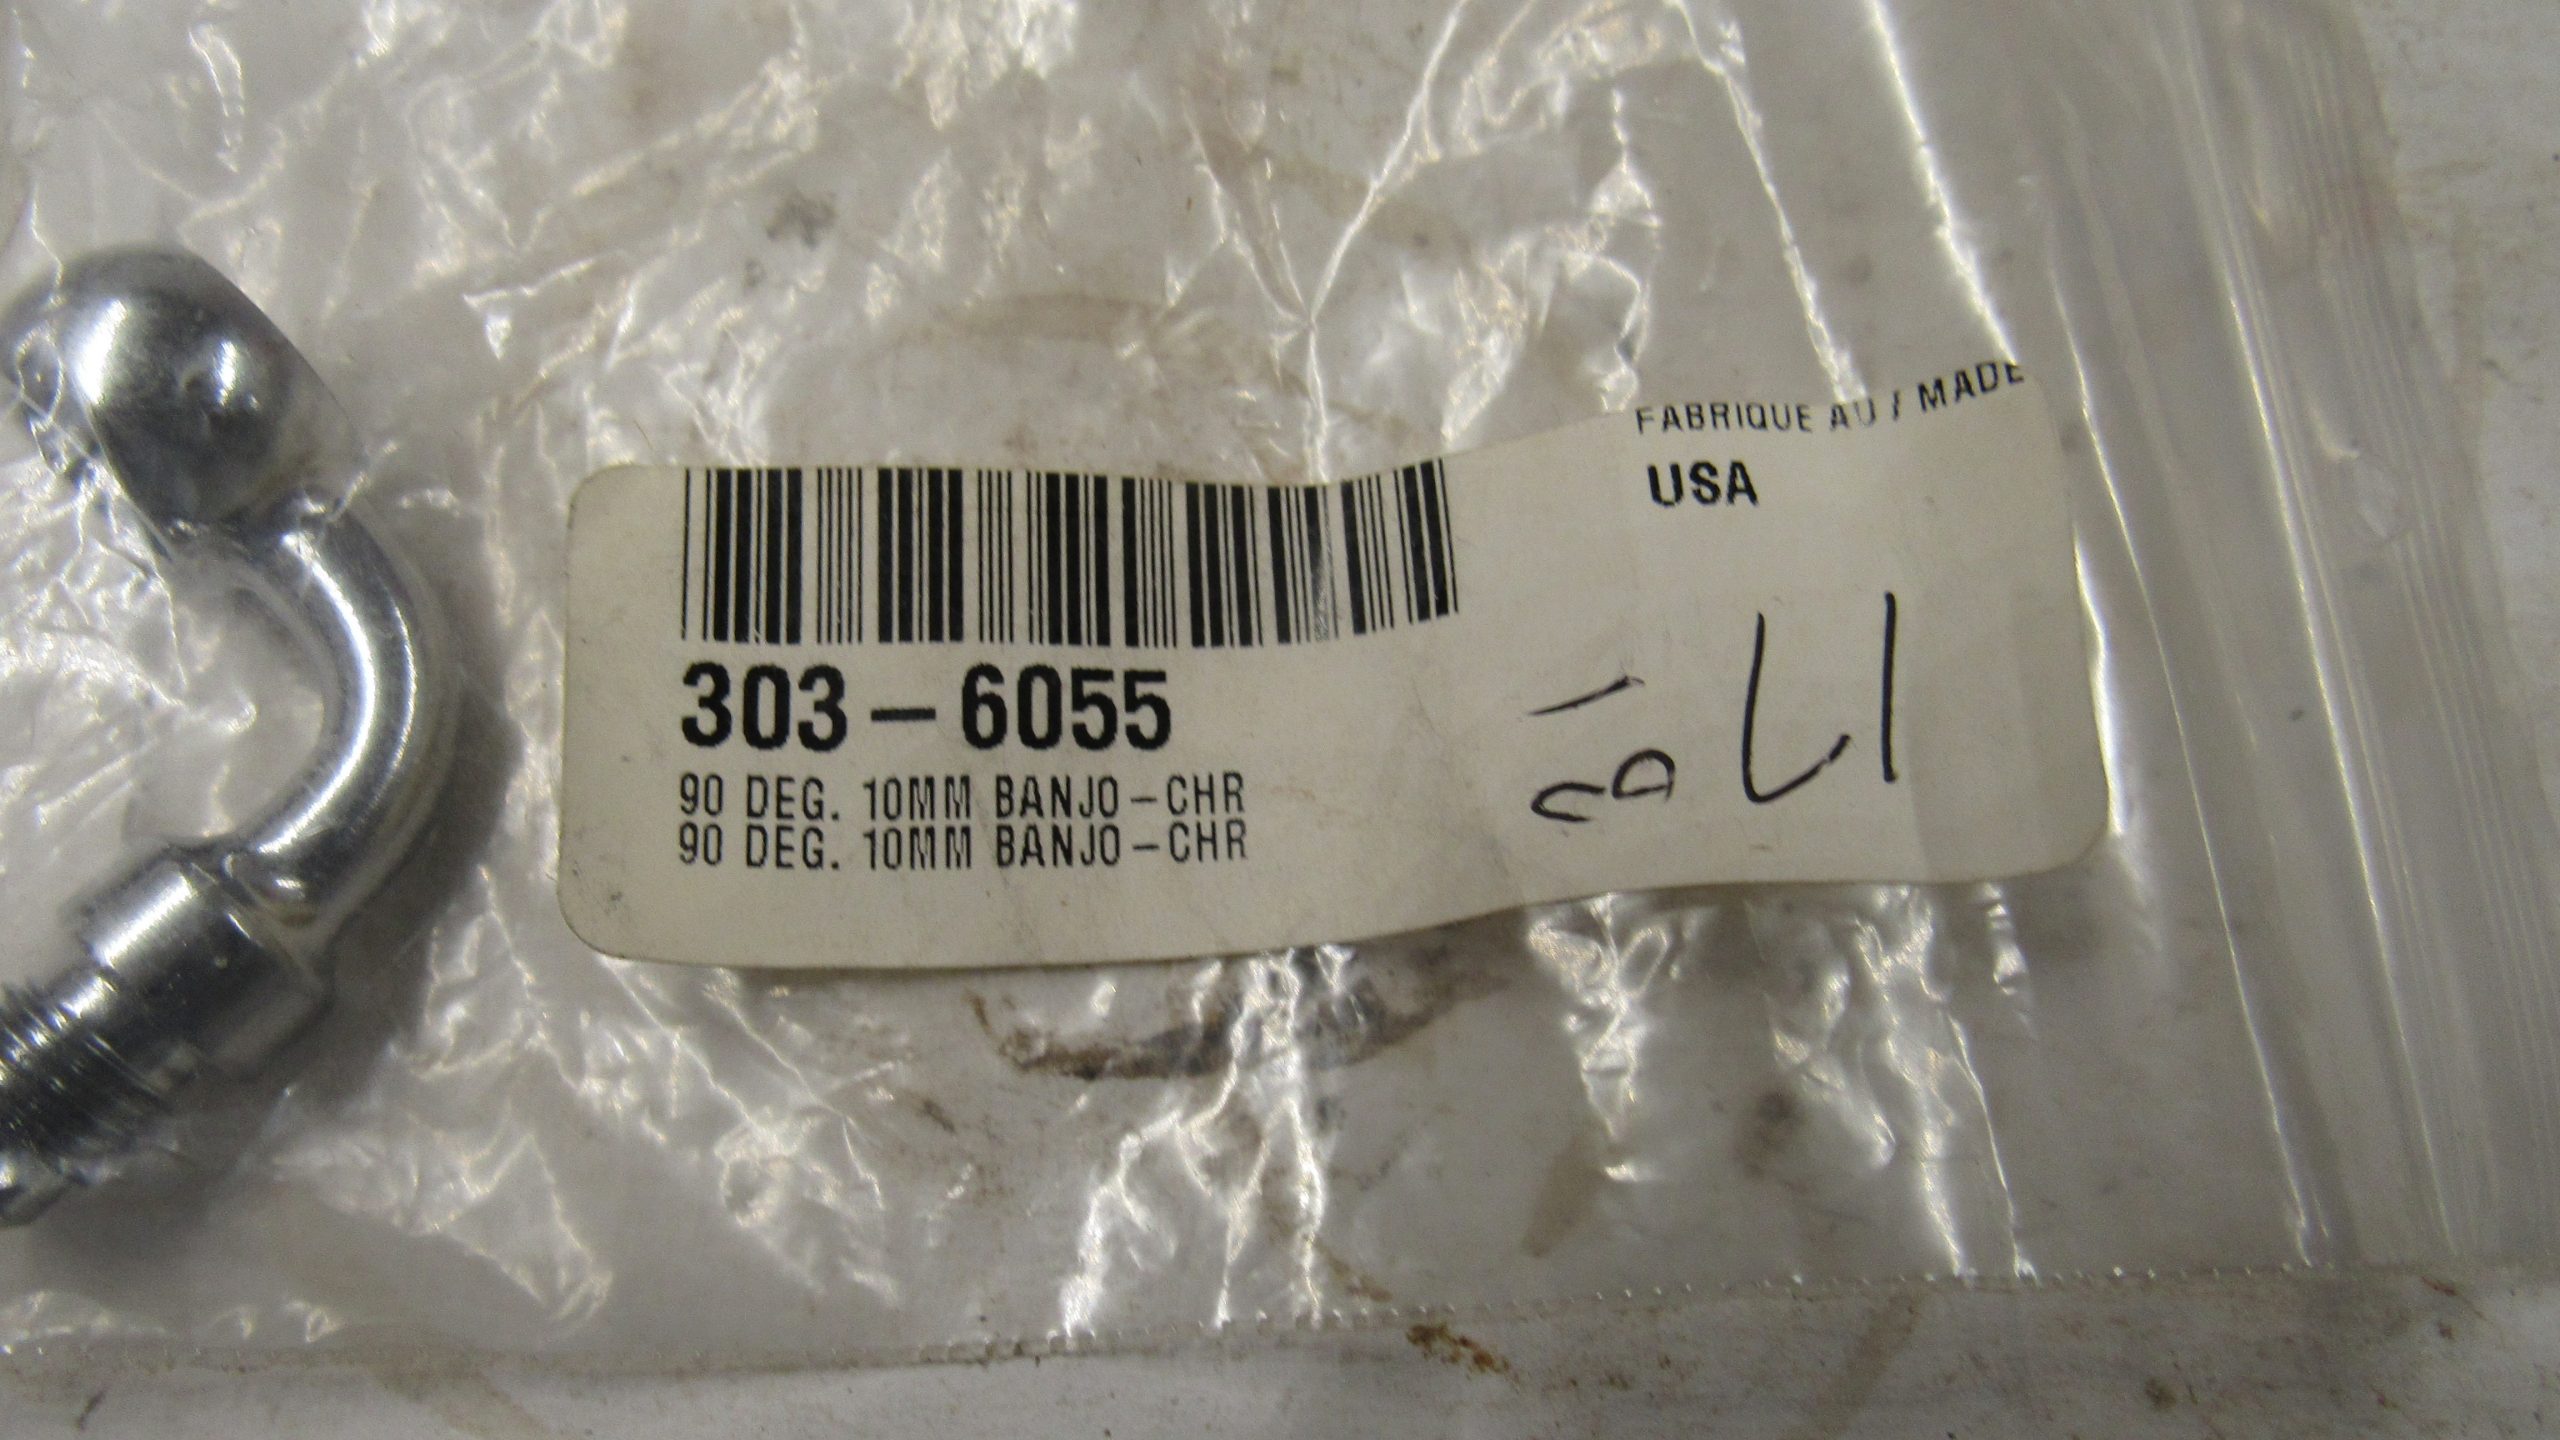 FABRIQUE AU / MADE
USA
303-6055
90 DEG. 10MM BANJO-CHR
90 DEG. 10MM BANJO-CHR